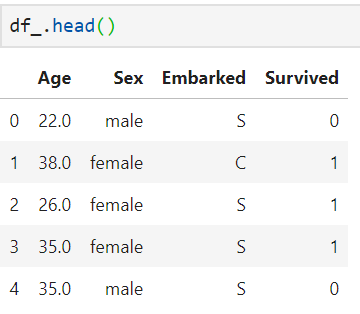 df_.head()
Age Sex Embarked Survived
0 22.0 male S 0
1 38.0 female C 1
2 26.0 female S 1
3 35.0 female S 1
4 35.0 male S 0